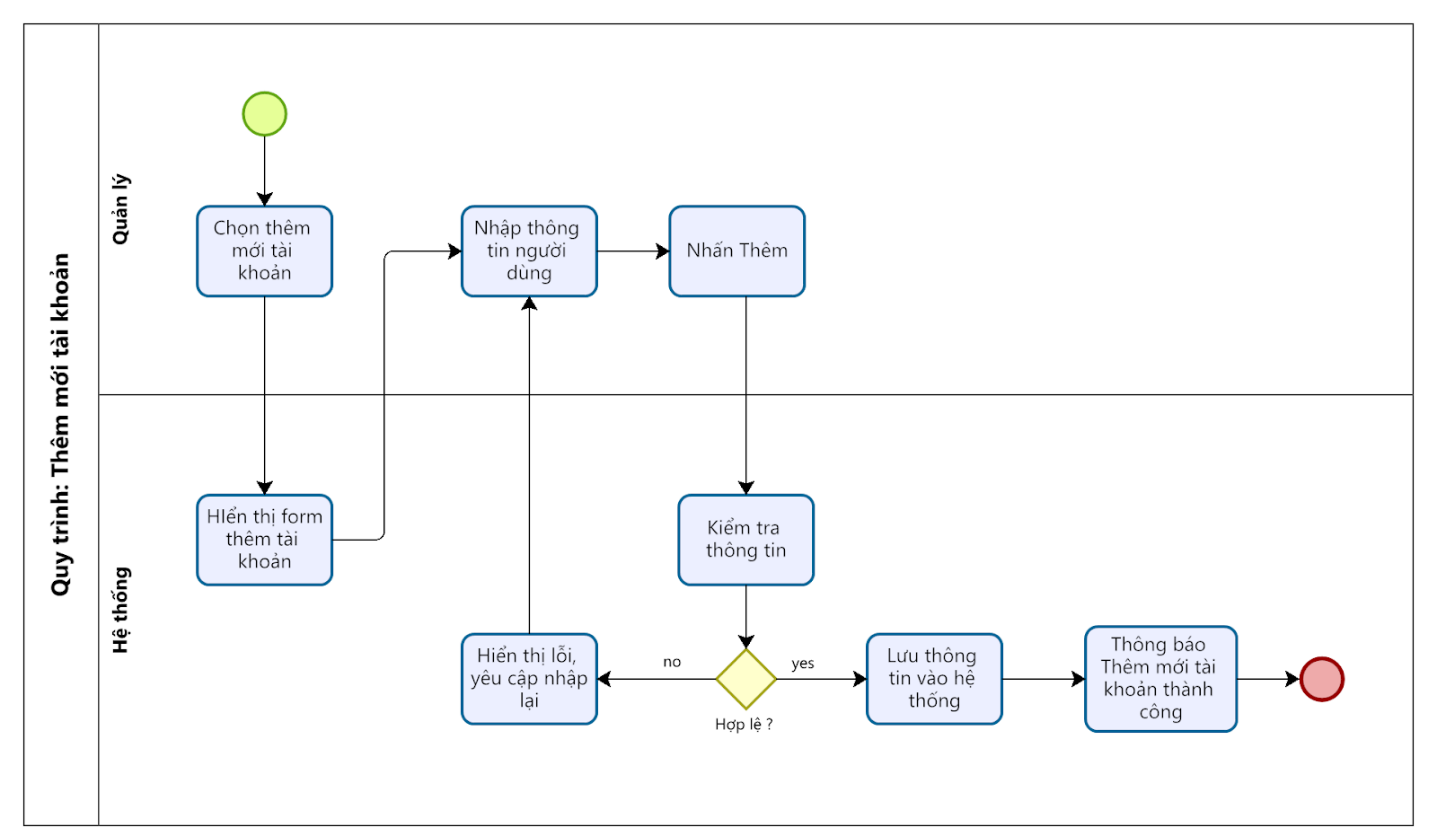 Quy trình: Thêm mới tài khoản
Quản lý
Chọn thêm
mới tài
khoản
Nhập thông
tin người
dùng
Nhấn Thêm
Hệ thống
HIển thị form
thêm tài
khoản
Kiểm tra
thông tin
Hiển thị lỗi,
yêu cập nhập
lại
no
Hợp lệ ?
yes
Lưu thông
tin vào hệ
thống
Thông báo
Thêm mới tài
khoản thành
công